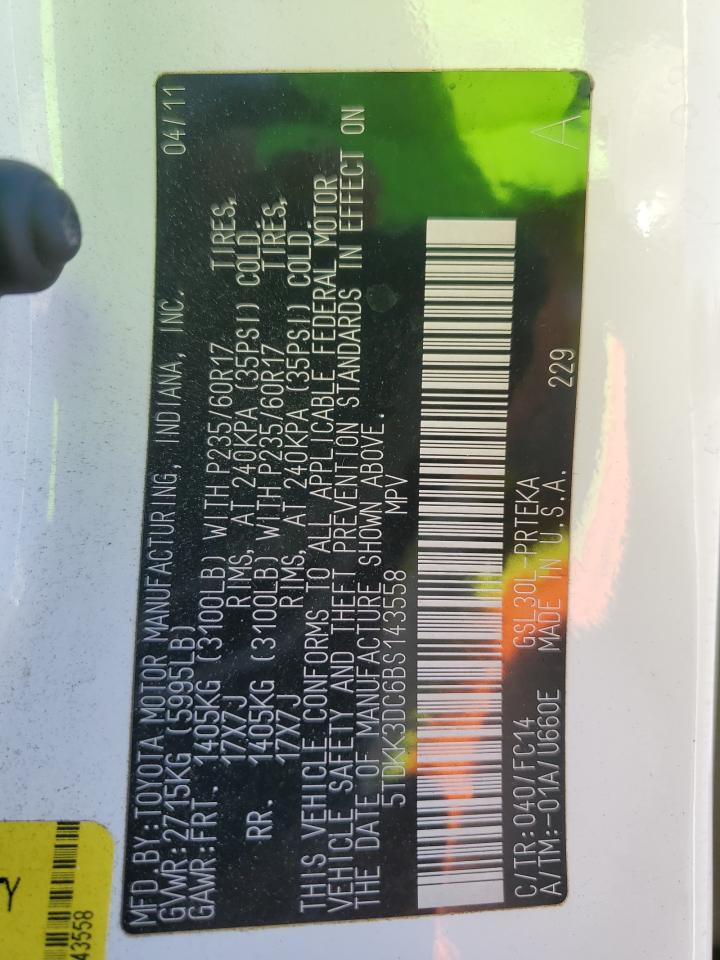 MFD.BY:TOYOTA MOTOR MANUFACTURING, INDIANA, INC. 04/11
GVWR:2715KG (5995LB)
GAWR:FRT. 1405KG (3100LB) WITH P235/60R17 TIRES,
17X7J RIMS, AT 240KPA (35PSI) COLD
RR. 1405KG (3100LB) WITH P235/60R17 TIRES,
17X7J RIMS, AT 240KPA (35PSI) COLD
THIS VEHICLE CONFORMS TO ALL APPLICABLE FEDERAL MOTOR
VEHICLE SAFETY AND THEFT PREVENTION STANDARDS IN EFFECT ON
THE DATE OF MANUFACTURE SHOWN ABOVE.
5TDKK3DC6BS143558 MPV
C/TR:040/FC14 GSL30L-PRTEKA 229 A
A/TM:-01A/U660E MADE IN U.S.A.
Y
43558